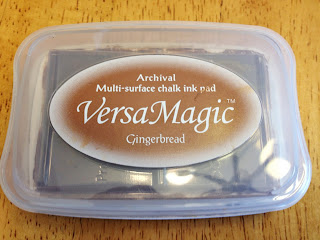 Archival
Multi-surface chalk ink pad
VersaMagic™
Gingerbread